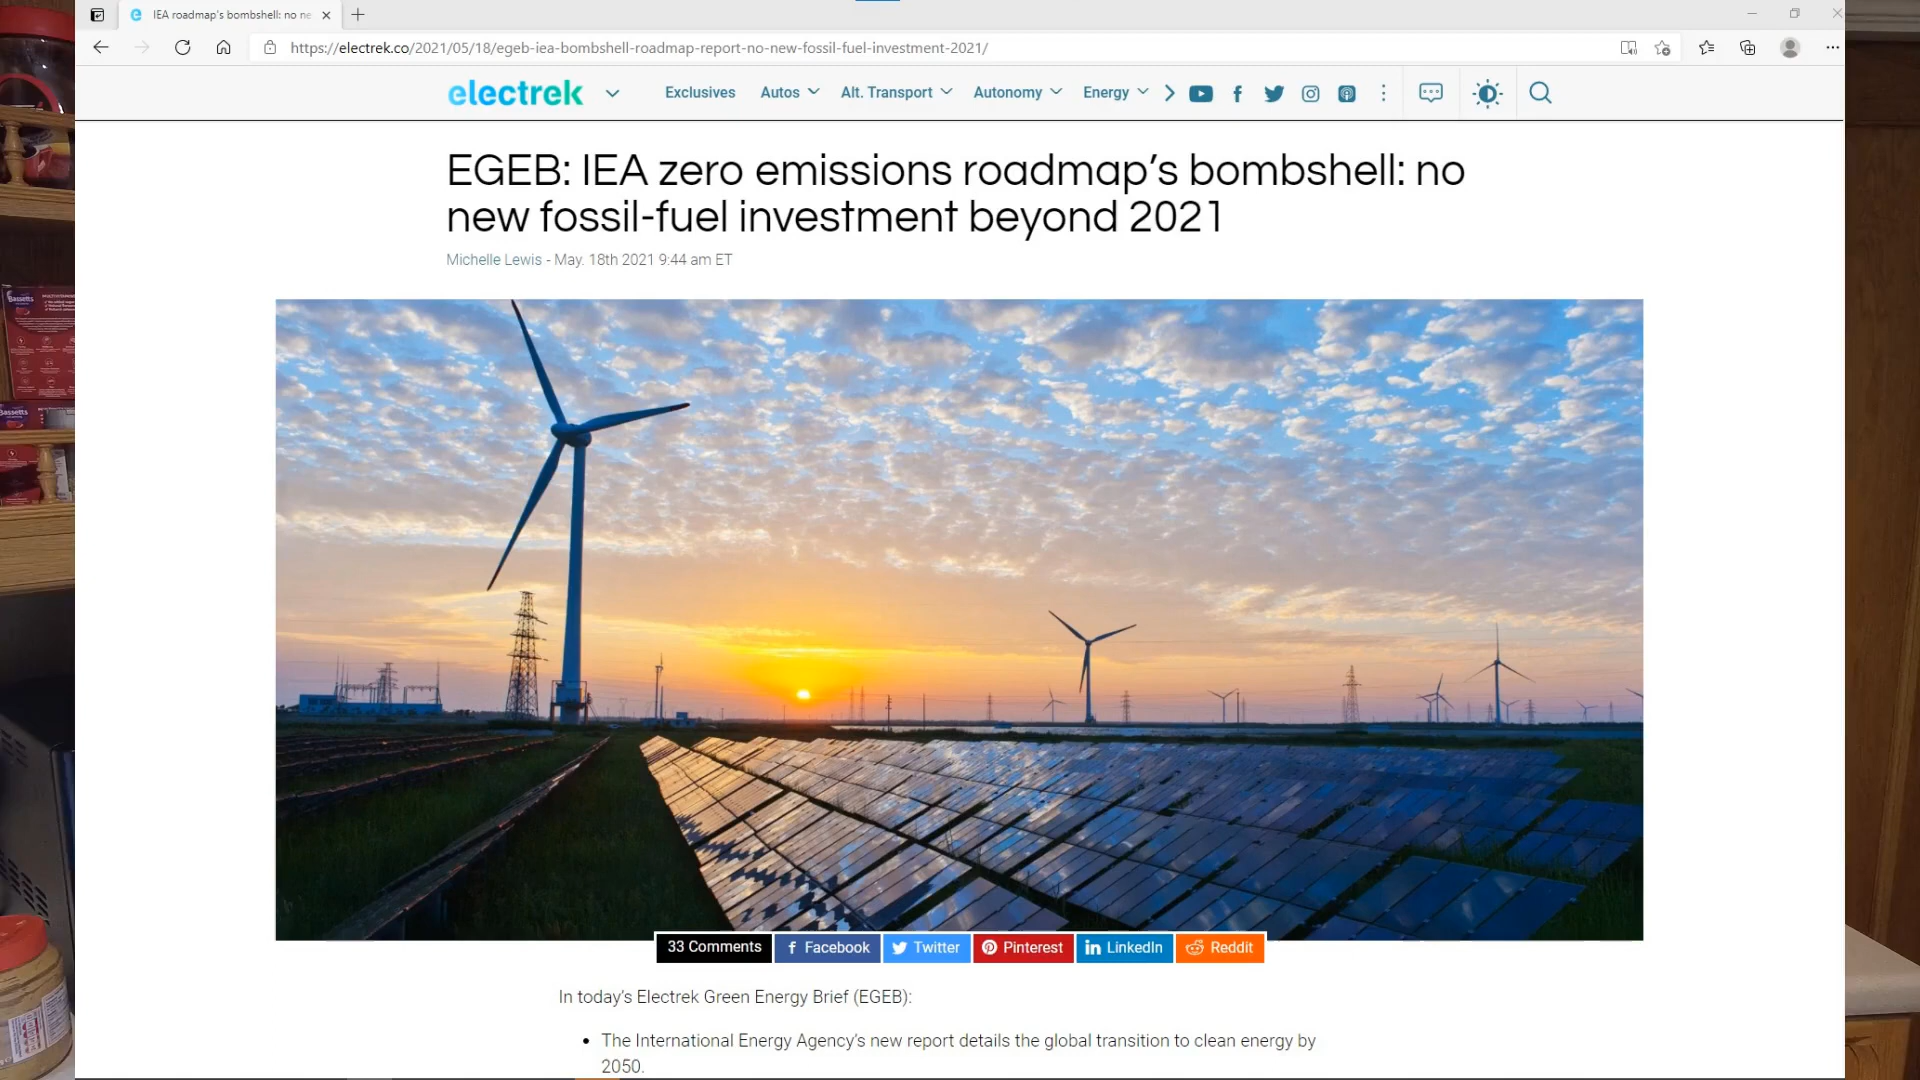 IEA roadmap's bombshell: no ne
https://electrek.co/2021/05/18/egeb-iea-bombshell-roadmap-report-no-new-fossil-fuel-investment-2021/
electrek
Exclusives Autos Alt. Transport Autonomy Energy
EGEB: IEA zero emissions roadmap’s bombshell: no
new fossil-fuel investment beyond 2021
Michelle Lewis - May. 18th 2021 9:44 am ET
Bassetts
Bassetts
33 Comments Facebook Twitter Pinterest LinkedIn Reddit
In today’s Electrek Green Energy Brief (EGEB):
The International Energy Agency’s new report details the global transition to clean energy by
2050.